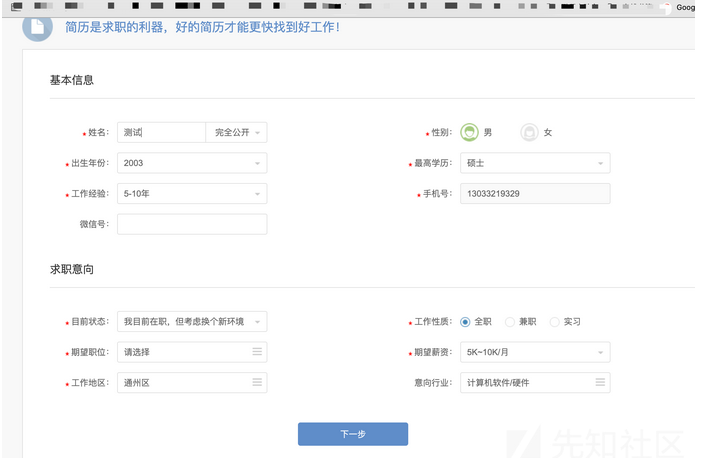 Goog
简历是求职的利器，好的简历才能更快找到好工作！
基本信息
*姓名： 测试 完全公开 *性别： 男 女
*出生年份： 2003 *最高学历： 硕士
*工作经验： 5-10年 *手机号： 13033219329
微信号：
求职意向
*目前状态： 我目前在职，但考虑换个新环境 *工作性质： 全职 兼职 实习
*期望职位： 请选择 *期望薪资： 5K~10K/月
*工作地区： 通州区 意向行业： 计算机软件/硬件
下一步
先知社区